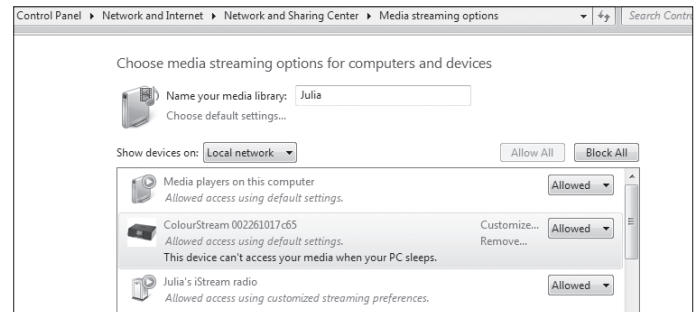 Control Panel ▸ Network and Internet ▸ Network and Sharing Center ▸ Media streaming options
Search Contr
Choose media streaming options for computers and devices
Name your media library: Julia
Choose default settings...
Show devices on: Local network
Allow All Block All
Media players on this computer
Allowed access using default settings.
Allowed
ColourStream 002261017c65
Allowed access using default settings.
This device can't access your media when your PC sleeps.
Customize...
Remove...
Allowed
Julia's iStream radio
Allowed access using customized streaming preferences.
Allowed